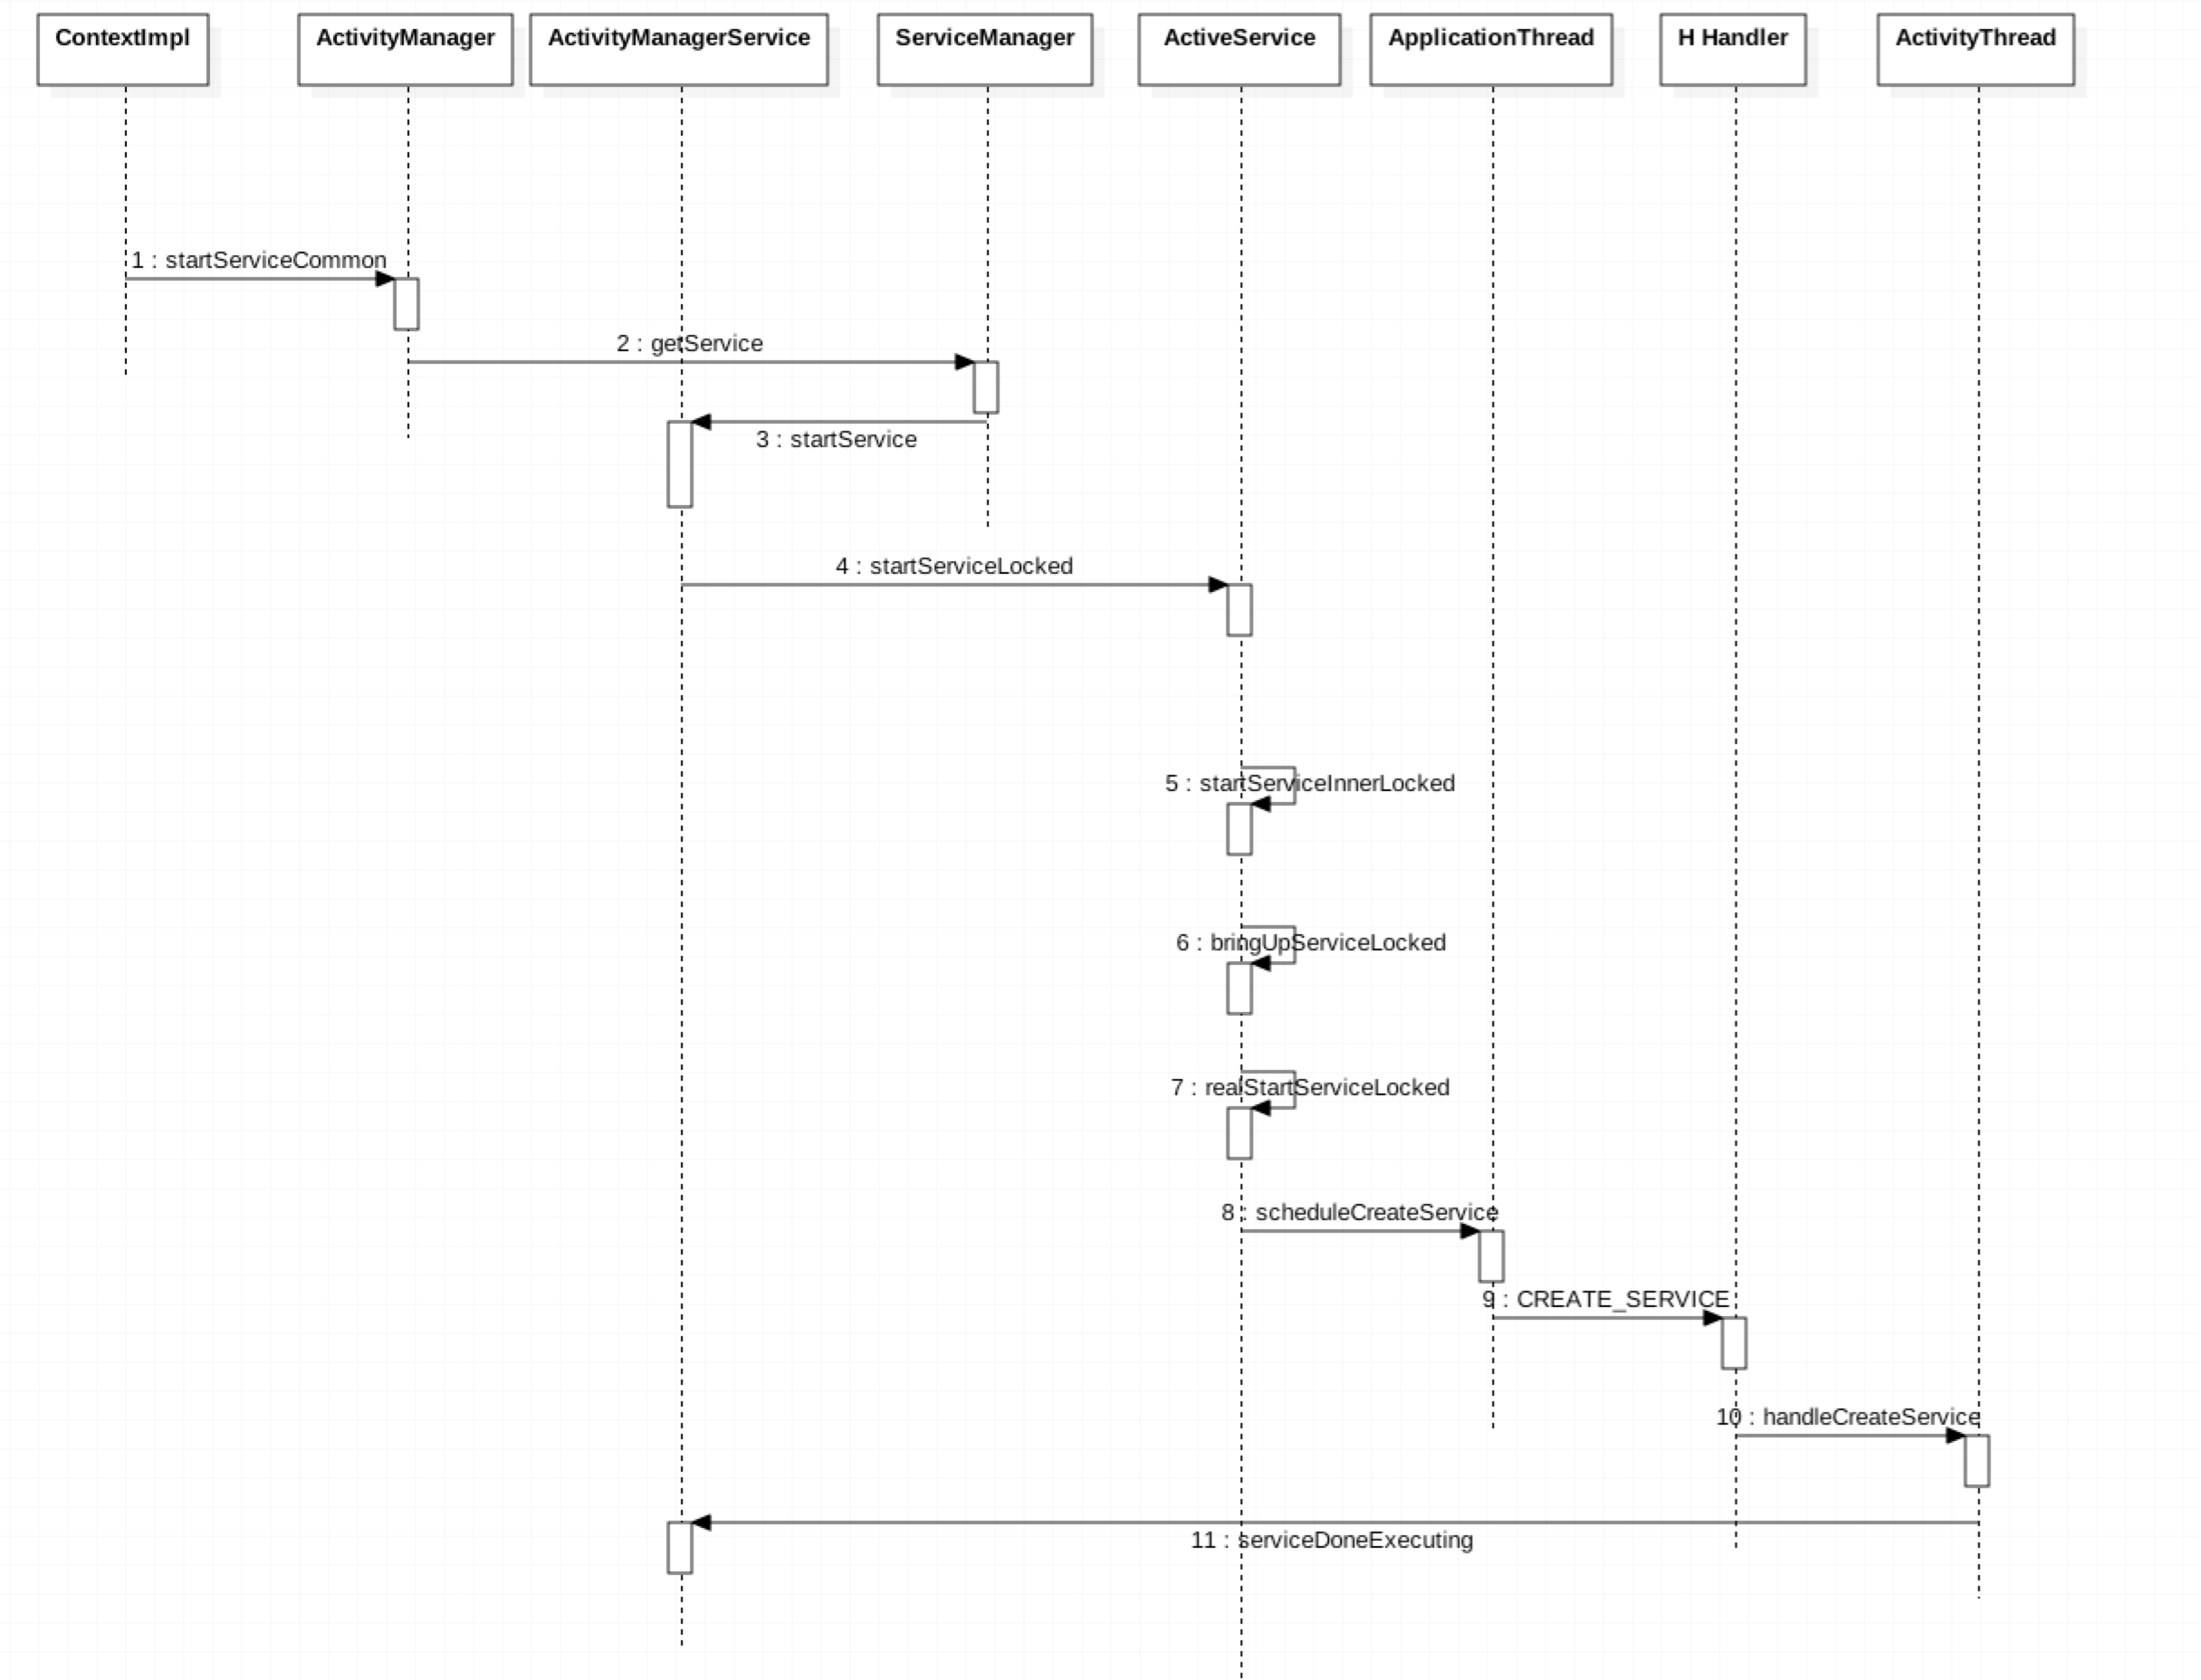 ContextImpl
ActivityManager
ActivityManagerService
ServiceManager
ActiveService
ApplicationThread
H Handler
ActivityThread
1 : startServiceCommon
2 : getService
3 : startService
4 : startServiceLocked
5 : startServiceInnerLocked
6 : bringUpServiceLocked
7 : realStartServiceLocked
8 : scheduleCreateService
9 : CREATE_SERVICE
10 : handleCreateService
11 : serviceDoneExecuting